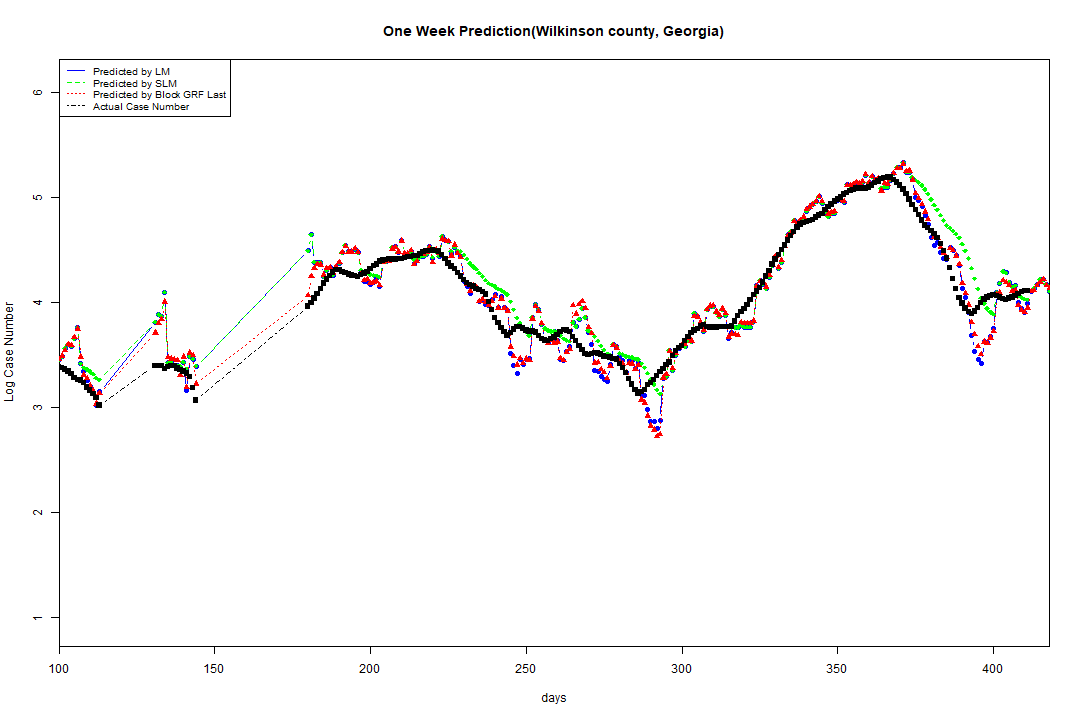 One Week Prediction(Wilkinson county, Georgia)
Predicted by LM
Predicted by SLM
Predicted by Block GRF Last
Actual Case Number
6
5
4
3
2
1
Log Case Number
100 150 200 250 300 350 400
days